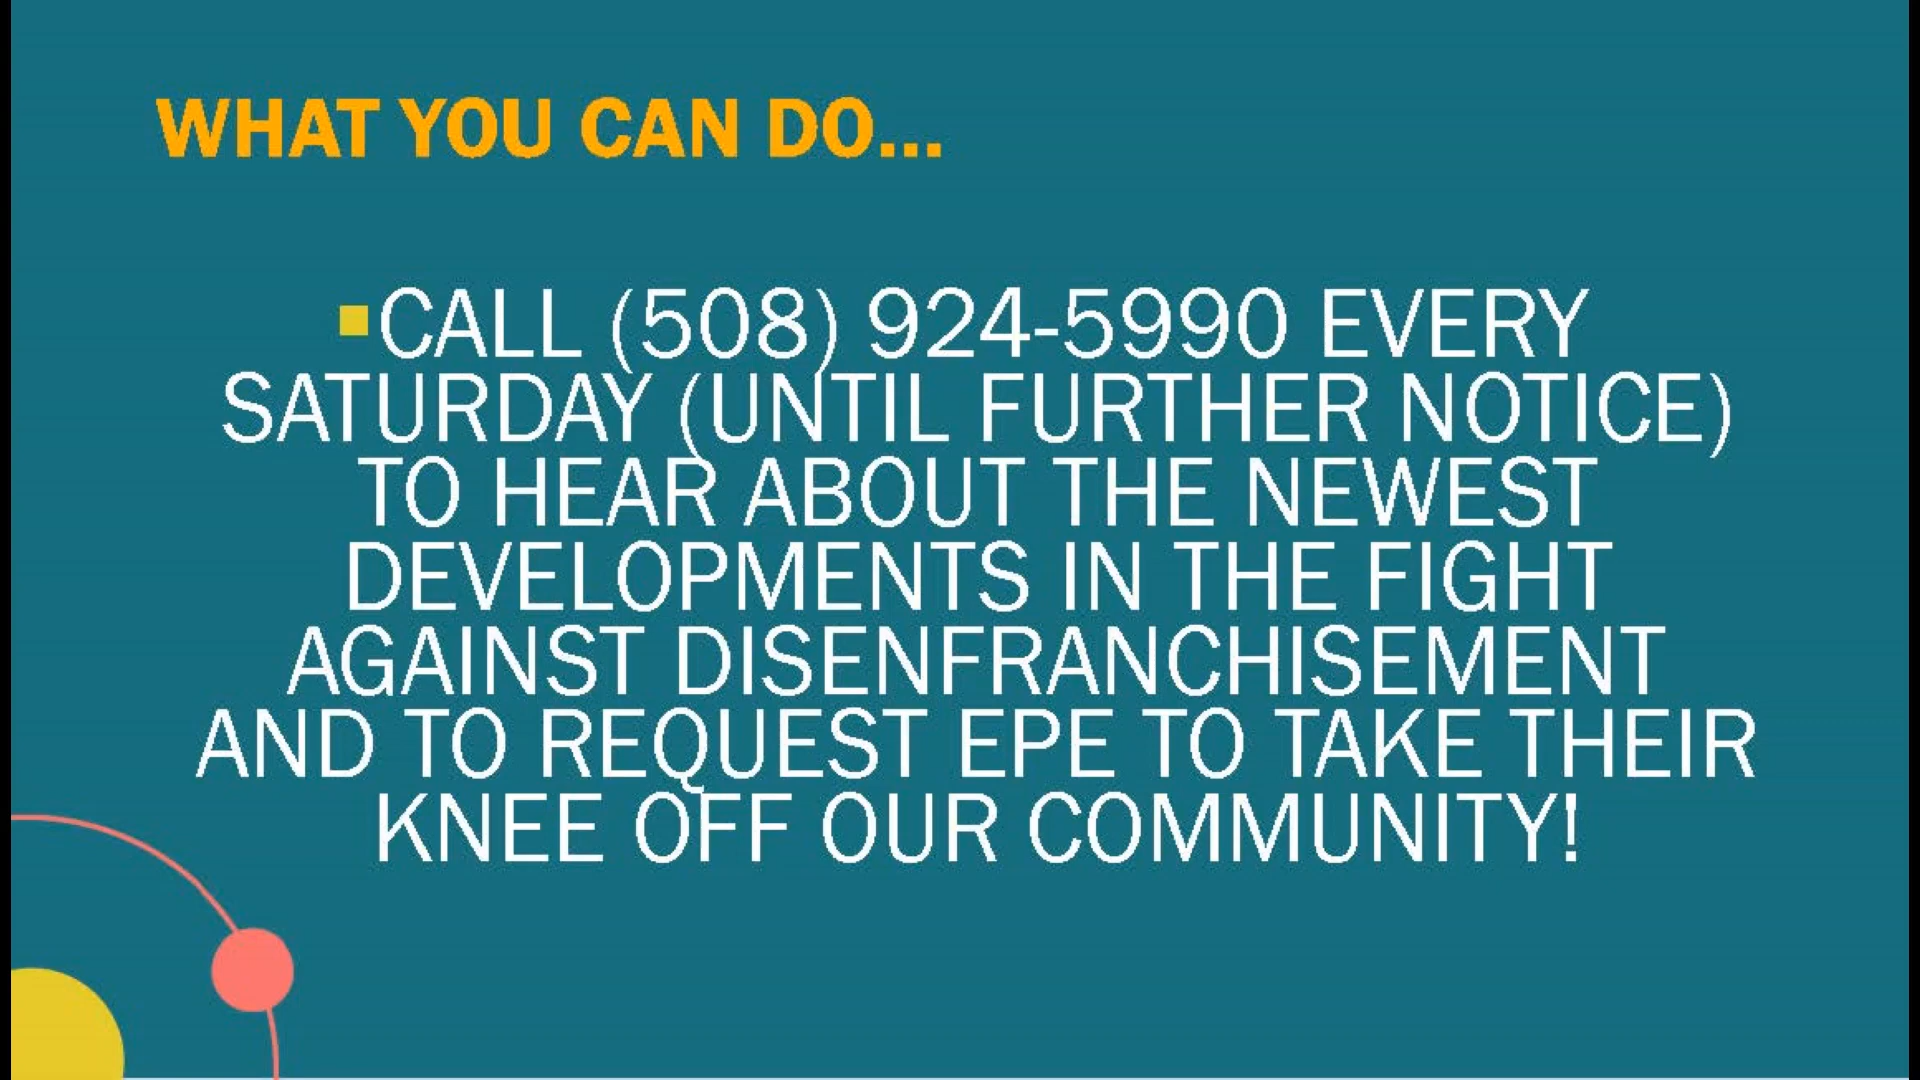 WHAT YOU CAN DO...
▪CALL (508) 924-5990 EVERY
SATURDAY (UNTIL FURTHER NOTICE)
TO HEAR ABOUT THE NEWEST
DEVELOPMENTS IN THE FIGHT
AGAINST DISENFRANCHISEMENT
AND TO REQUEST EPE TO TAKE THEIR
KNEE OFF OUR COMMUNITY!